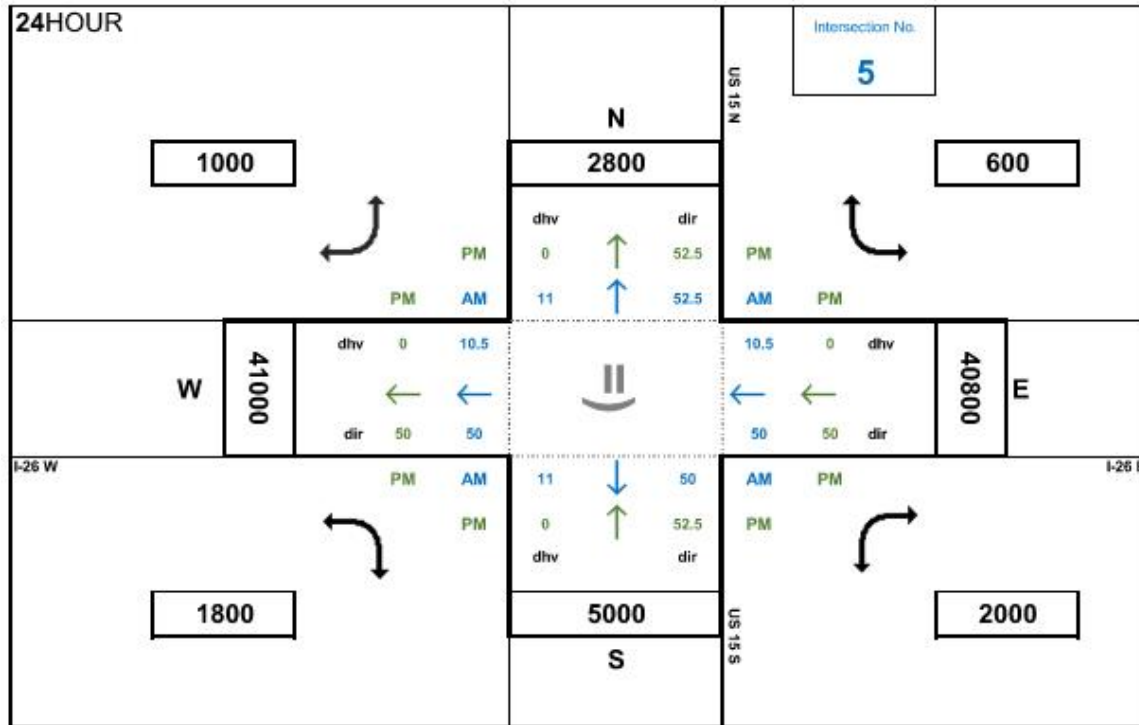 24HOUR
Intersection No.
5
US 15 N
N
1000
2800
600
dhv dir
PM 0 52.5 PM
PM AM 11 52.5 AM PM
dhv 0 10.5 10.5 0 dhv
W 41000 40800 E
dir 50 50 50 50 dir
I-26 W
I-26 E
PM AM 11 50 AM PM
PM 0 52.5 PM
dhv dir
1800
5000
2000
US 15 S
S